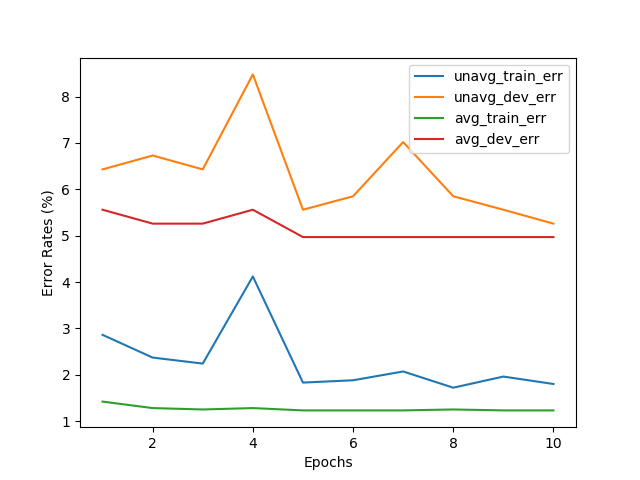 unavg_train_err
unavg_dev_err
avg_train_err
avg_dev_err
8
7
6
5
4
3
2
1
Error Rates (%)
2 4 6 8 10
Epochs